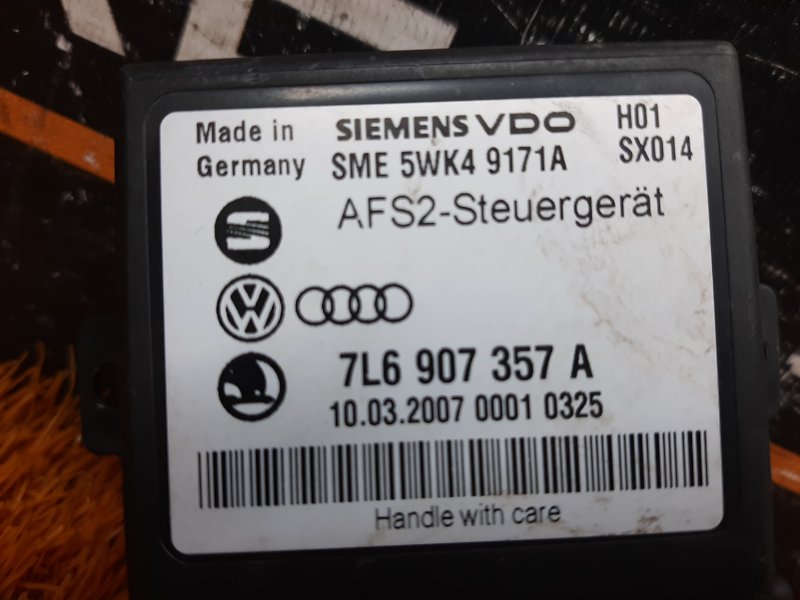 Made in
Germany
SIEMENS VDO
SME 5WK4 9171A
H01
SX014
AFS2-Steuergerät
7L6 907 357 A
10.03.2007 0001 0325
Handle with care